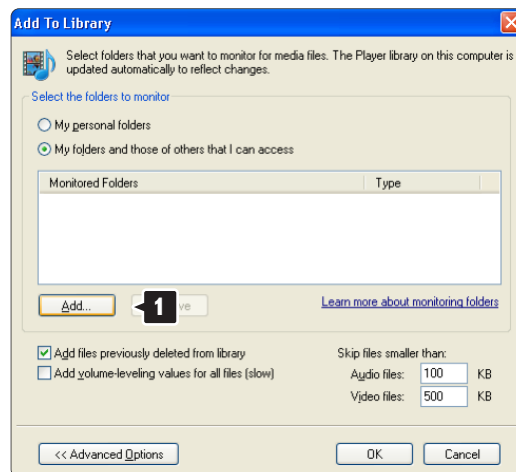 Add To Library
Select folders that you want to monitor for media files. The Player library on this computer is
updated automatically to reflect changes.
Select the folders to monitor
My personal folders
My folders and those of others that I can access
Monitored Folders Type
Add... 1 ve Learn more about monitoring folders
Add files previously deleted from library Skip files smaller than:
Add volume-leveling values for all files (slow) Audio files: 100 KB
Video files: 500 KB
<< Advanced Options OK Cancel